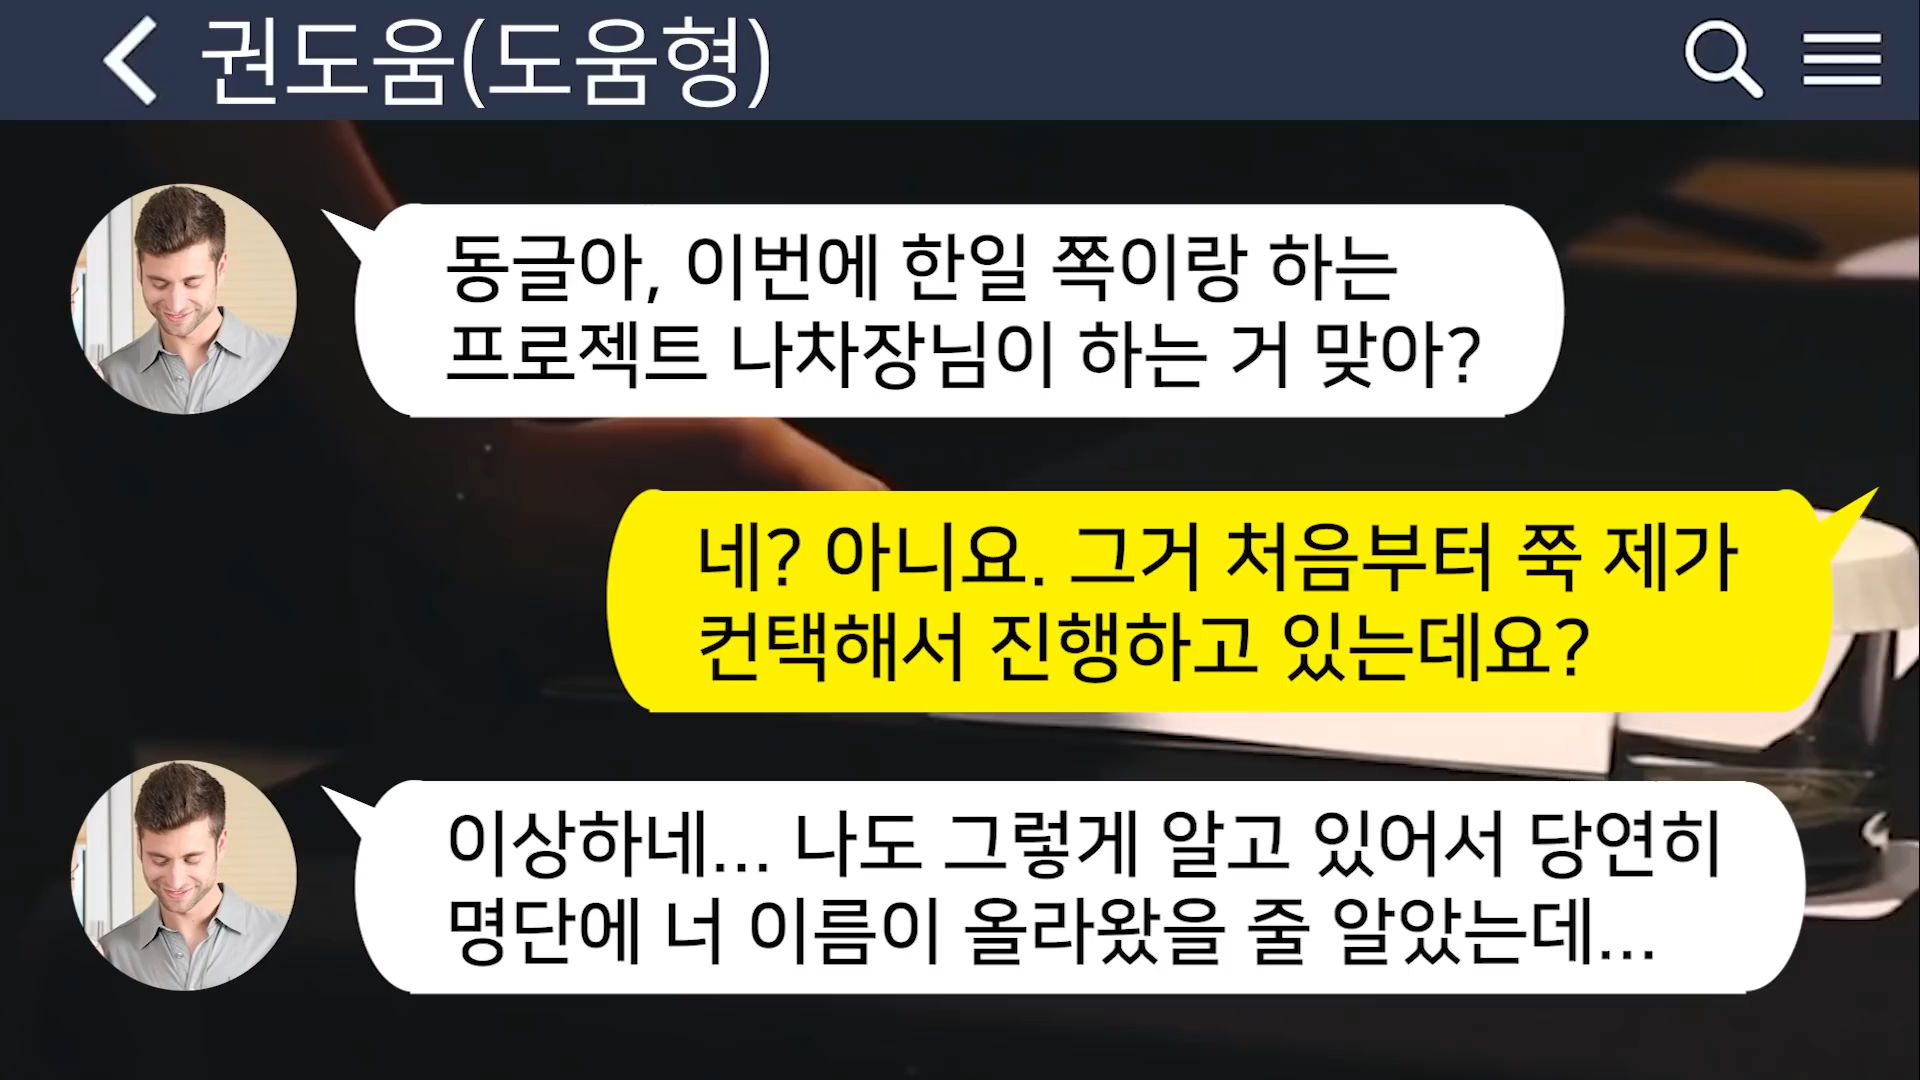 권도움(도움형)
동글아, 이번에 한일 쪽이랑 하는
프로젝트 나차장님이 하는 거 맞아?
네? 아니요. 그거 처음부터 쭉 제가
컨택해서 진행하고 있는데요?
이상하네... 나도 그렇게 알고 있어서 당연히
명단에 너 이름이 올라왔을 줄 알았는데...